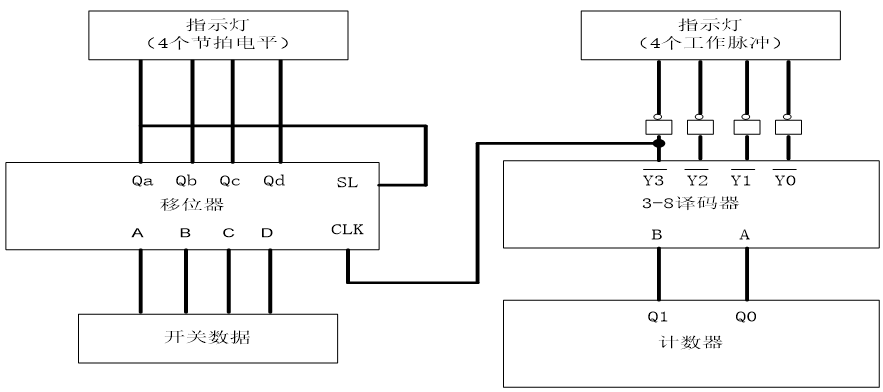 指示灯
（4个节拍电平）
指示灯
（4个工作脉冲）
Qa Qb Qc Qd SL
移位器
A B C D CLK
开关数据
Y3 Y2 Y1 Y0
3-8译码器
B A
Q1 Q0
计数器